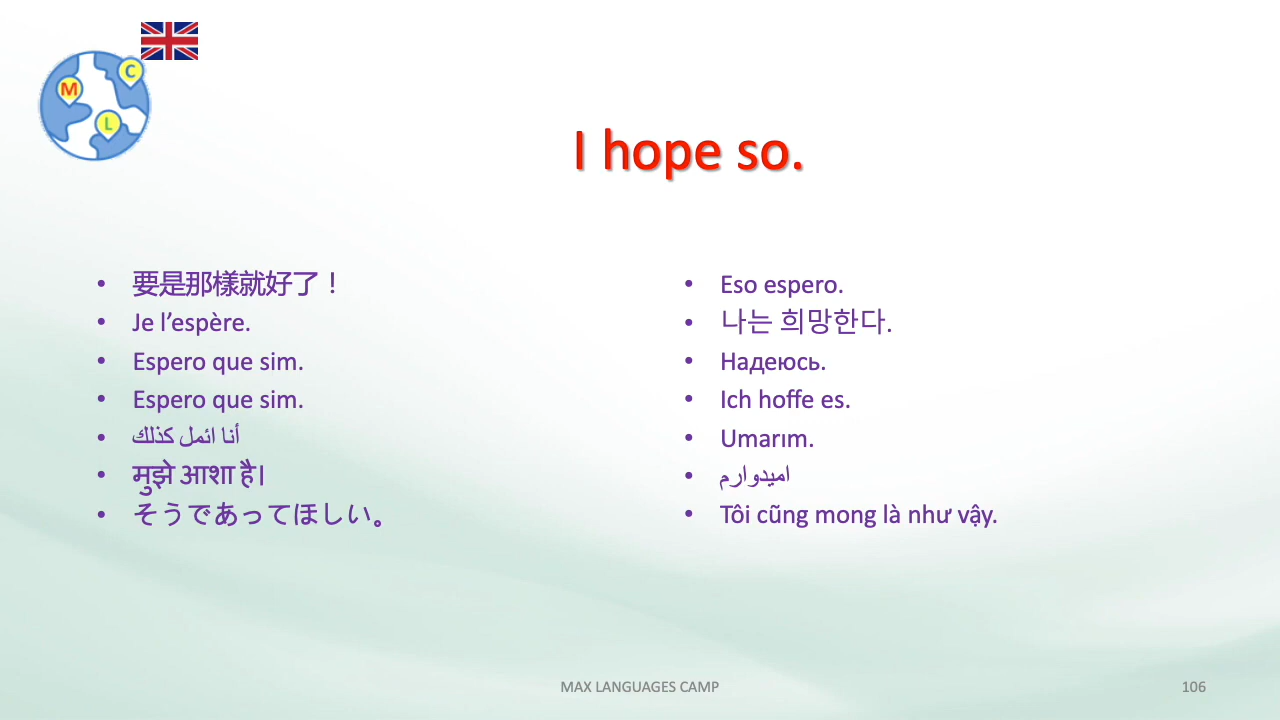 C
M
L
I hope so.
• 要是那樣就好了！
• Je l’espère.
• Espero que sim.
• Espero que sim.
• أنا ائمل كذلك
• मुझे आशा है।
• そうであってほしい。
• Eso espero.
• 나는 희망한다.
• Надеюсь.
• Ich hoffe es.
• Umarım.
• امیدوارم
• Tôi cũng mong là như vậy.
MAX LANGUAGES CAMP
106